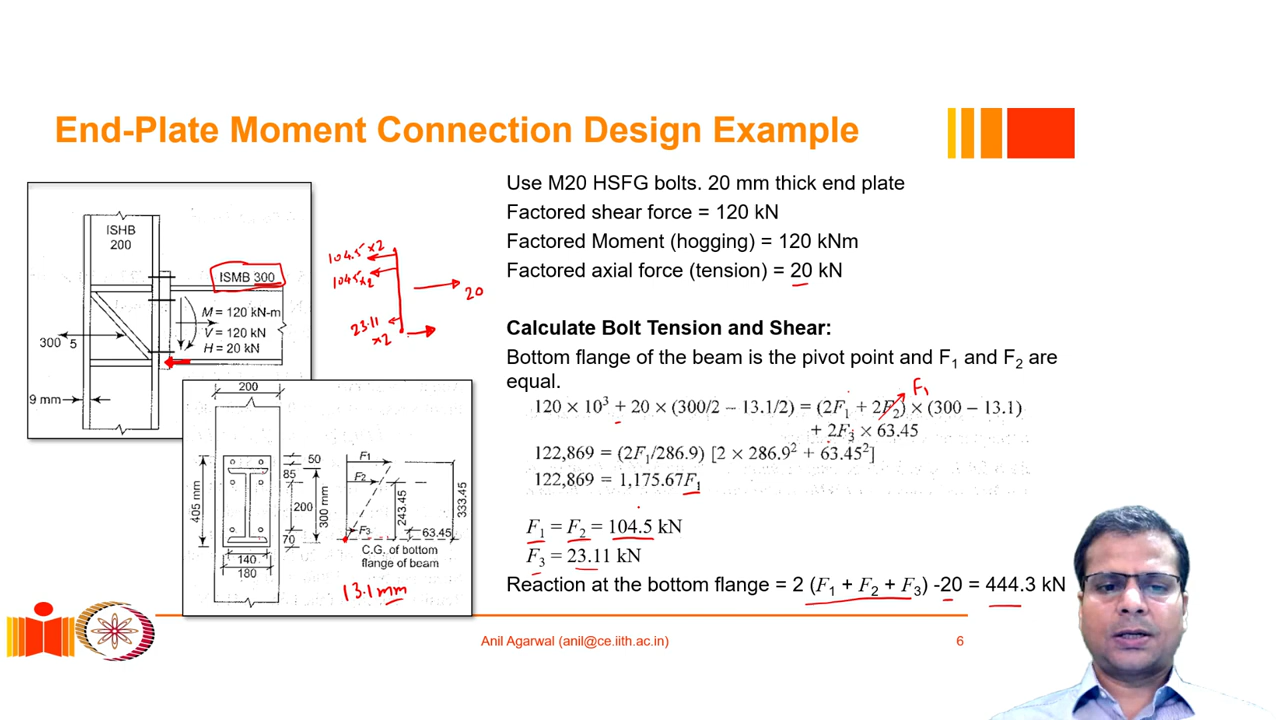 End-Plate Moment Connection Design Example
Use M20 HSFG bolts. 20 mm thick end plate
Factored shear force = 120 kN
Factored Moment (hogging) = 120 kNm
Factored axial force (tension) = 20 kN
Calculate Bolt Tension and Shear:
Bottom flange of the beam is the pivot point and F₁ and F₂ are
equal.
F₁
120 × 10³ + 20 × (300/2 − 13.1/2) = (2F₁ + 2F₂) × (300 − 13.1)
+ 2F₃ × 63.45
122,869 = (2F₁/286.9) [2 × 286.9² + 63.45²]
122,869 = 1,175.67F₁
F₁ = F₂ = 104.5 kN
F₃ = 23.11 kN
Reaction at the bottom flange = 2 (F₁ + F₂ + F₃) -20 = 444.3 kN
ISHB
200
ISMB 300
M = 120 kN-m
V = 120 kN
H = 20 kN
300 5
9 mm
104.5 x2
104.5 x2
20
23.11
x2
200
405 mm
50
85
200
70
300 mm
140
180
F₁
F₂
F₃
243.45
63.45
333.45
C.G. of bottom
flange of beam
13.1 mm
Anil Agarwal (anil@ce.iith.ac.in)
6